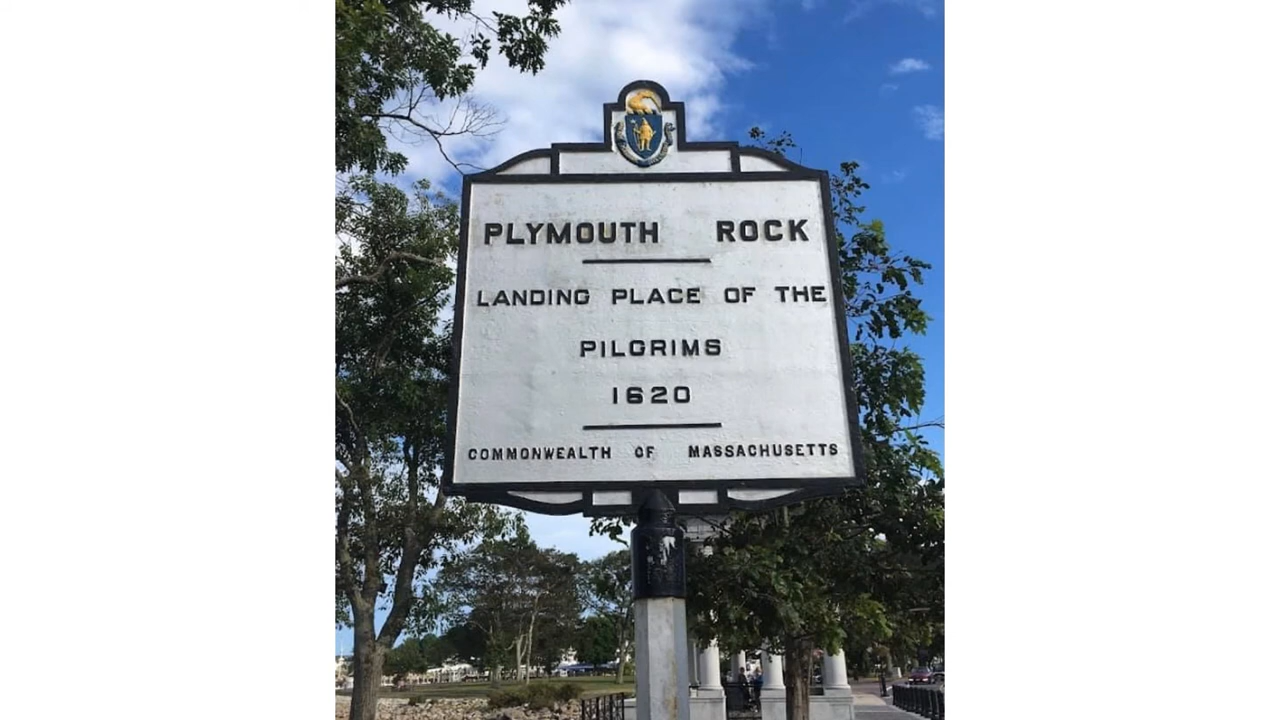 PLYMOUTH ROCK
LANDING PLACE OF THE
PILGRIMS
1620
COMMONWEALTH OF MASSACHUSETTS